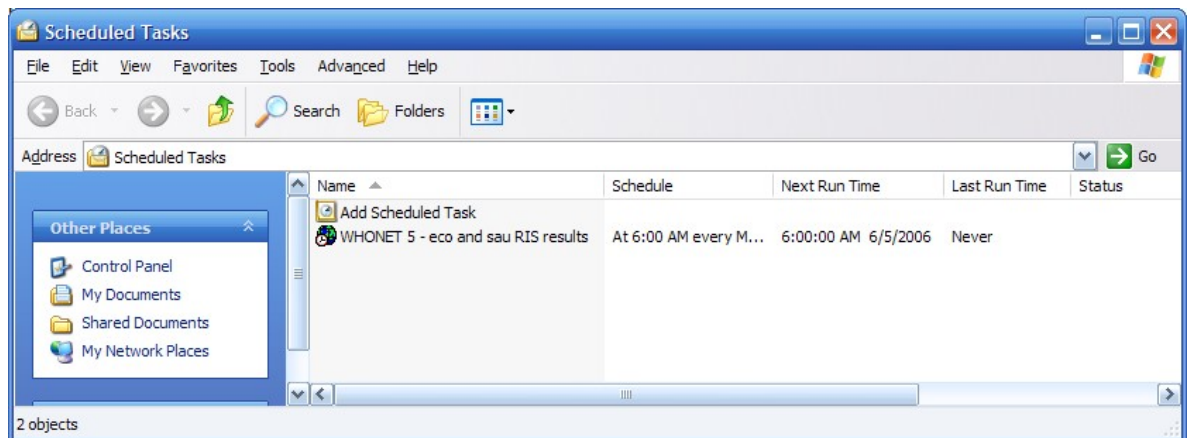 Scheduled Tasks
File Edit View Favorites Tools Advanced Help
Back Search Folders
Address Scheduled Tasks Go
Name Schedule Next Run Time Last Run Time Status
Add Scheduled Task
WHONET 5 - eco and sau RIS results At 6:00 AM every M... 6:00:00 AM 6/5/2006 Never
Other Places
Control Panel
My Documents
Shared Documents
My Network Places
2 objects